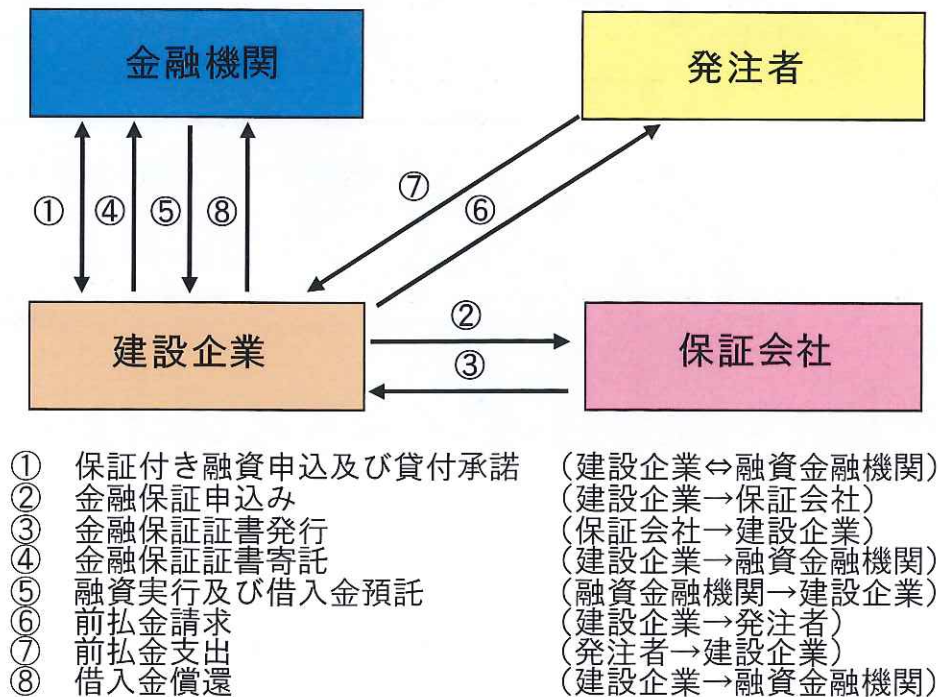 金融機関
発注者
⑦
⑥
① ④ ⑤ ⑧
建設企業
②
③
保証会社
① 保証付き融資申込及び貸付承諾 (建設企業⇔融資金融機関)
② 金融保証申込み (建設企業→保証会社)
③ 金融保証証書発行 (保証会社→建設企業)
④ 金融保証証書寄託 (建設企業→融資金融機関)
⑤ 融資実行及び借入金預託 (融資金融機関→建設企業)
⑥ 前払金請求 (建設企業→発注者)
⑦ 前払金支出 (発注者→建設企業)
⑧ 借入金償還 (建設企業→融資金融機関)